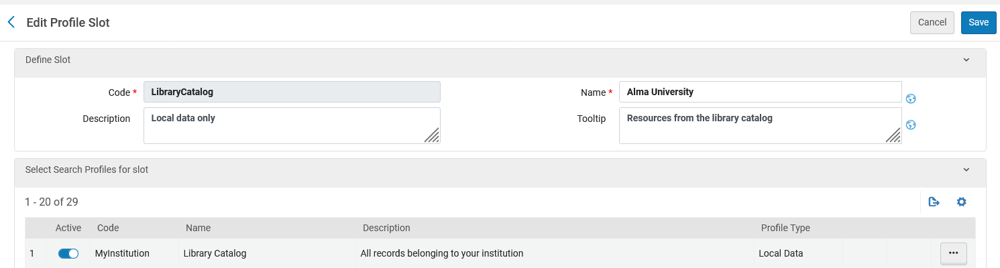 Edit Profile Slot
Cancel
Save
Define Slot
Code * LibraryCatalog
Name * Alma University
Description Local data only
Tooltip Resources from the library catalog
Select Search Profiles for slot
1 - 20 of 29
Active Code Name Description Profile Type
1 MyInstitution Library Catalog All records belonging to your institution Local Data